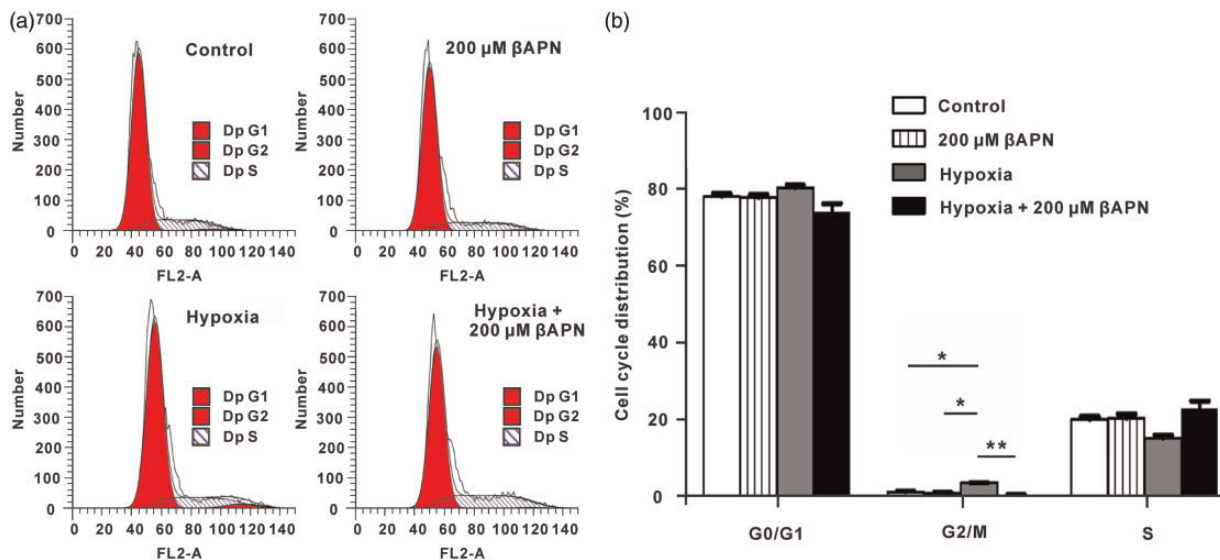 (a)
Control
Number
700
600
500
400
300
200
100
0
Dp G1
Dp G2
Dp S
0 20 40 60 80 100 120 140
FL2-A
200 µM βAPN
Number
700
600
500
400
300
200
100
0
Dp G1
Dp G2
Dp S
0 20 40 60 80 100 120 140
FL2-A
Hypoxia
Number
700
600
500
400
300
200
100
0
Dp G1
Dp G2
Dp S
0 20 40 60 80 100 120 140
FL2-A
Hypoxia +
200 µM βAPN
Number
700
600
500
400
300
200
100
0
Dp G1
Dp G2
Dp S
0 20 40 60 80 100 120 140
FL2-A
(b)
Control
200 µM βAPN
Hypoxia
Hypoxia + 200 µM βAPN
Cell cycle distribution (%)
100
80
60
40
20
0
*
*
**
G0/G1
G2/M
S